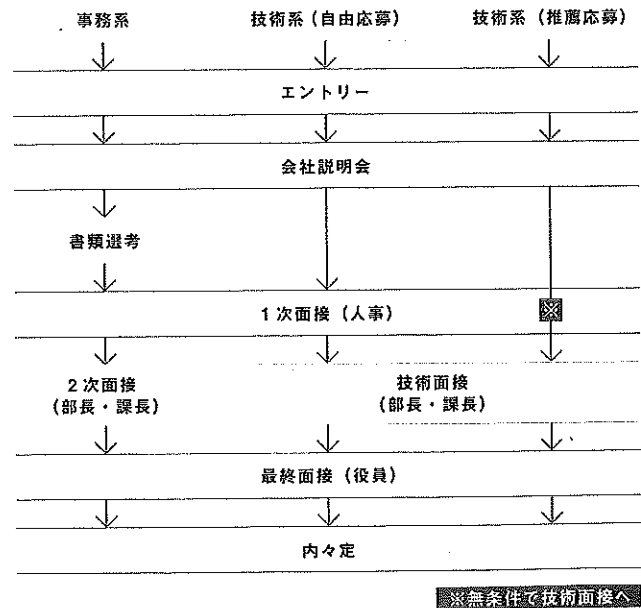 事務系
技術系(自由応募)
技術系(推薦応募)
エントリー
会社説明会
書類選考
1次面接(人事)
※
2次面接
(部長・課長)
技術面接
(部長・課長)
最終面接(役員)
内々定
※無条件で技術面接へ